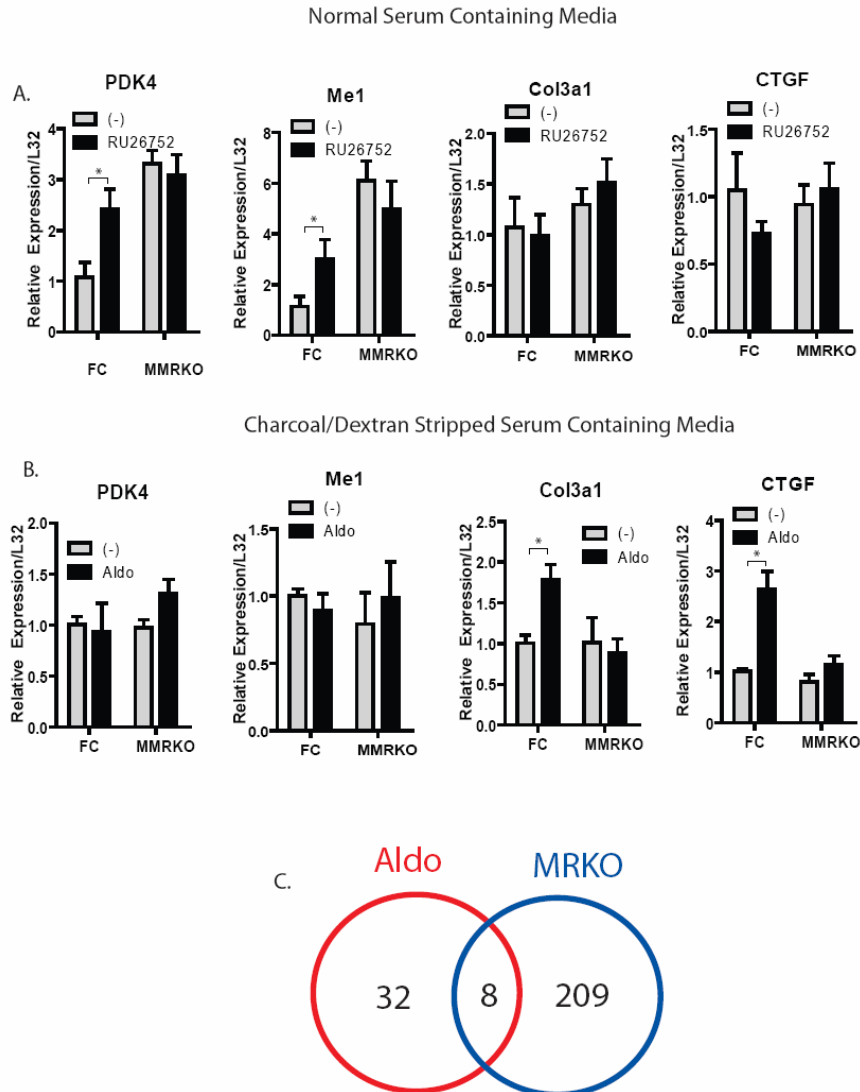 Normal Serum Containing Media
A.
PDK4
(-)
RU26752
Relative Expression/L32
4
3
2
1
0
*
FC
MMRKO
Me1
(-)
RU26752
Relative Expression/L32
8
6
4
2
0
*
FC
MMRKO
Col3a1
(-)
RU26752
Relative Expression/L32
2.0
1.5
1.0
0.5
0.0
FC
MMRKO
CTGF
(-)
RU26752
Relative Expression/L32
1.5
1.0
0.5
0.0
FC
MMRKO
Charcoal/Dextran Stripped Serum Containing Media
B.
PDK4
(-)
Aldo
Relative Expression/L32
2.0
1.5
1.0
0.5
0.0
FC
MMRKO
Me1
(-)
Aldo
Relative Expression/L32
1.5
1.0
0.5
0.0
FC
MMRKO
Col3a1
(-)
Aldo
Relative Expression/L32
2.5
2.0
1.5
1.0
0.5
0.0
*
FC
MMRKO
CTGF
(-)
Aldo
Relative Expression/L32
4
3
2
1
0
*
FC
MMRKO
C.
Aldo
MRKO
32
8
209